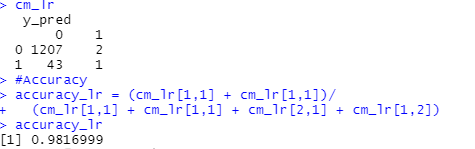 > cm_lr
y_pred
0 1
0 1207 2
1 43 1
> #Accuracy
> accuracy_lr = (cm_lr[1,1] + cm_lr[1,1])/
+ (cm_lr[1,1] + cm_lr[1,1] + cm_lr[2,1] + cm_lr[1,2])
> accuracy_lr
[1] 0.9816999